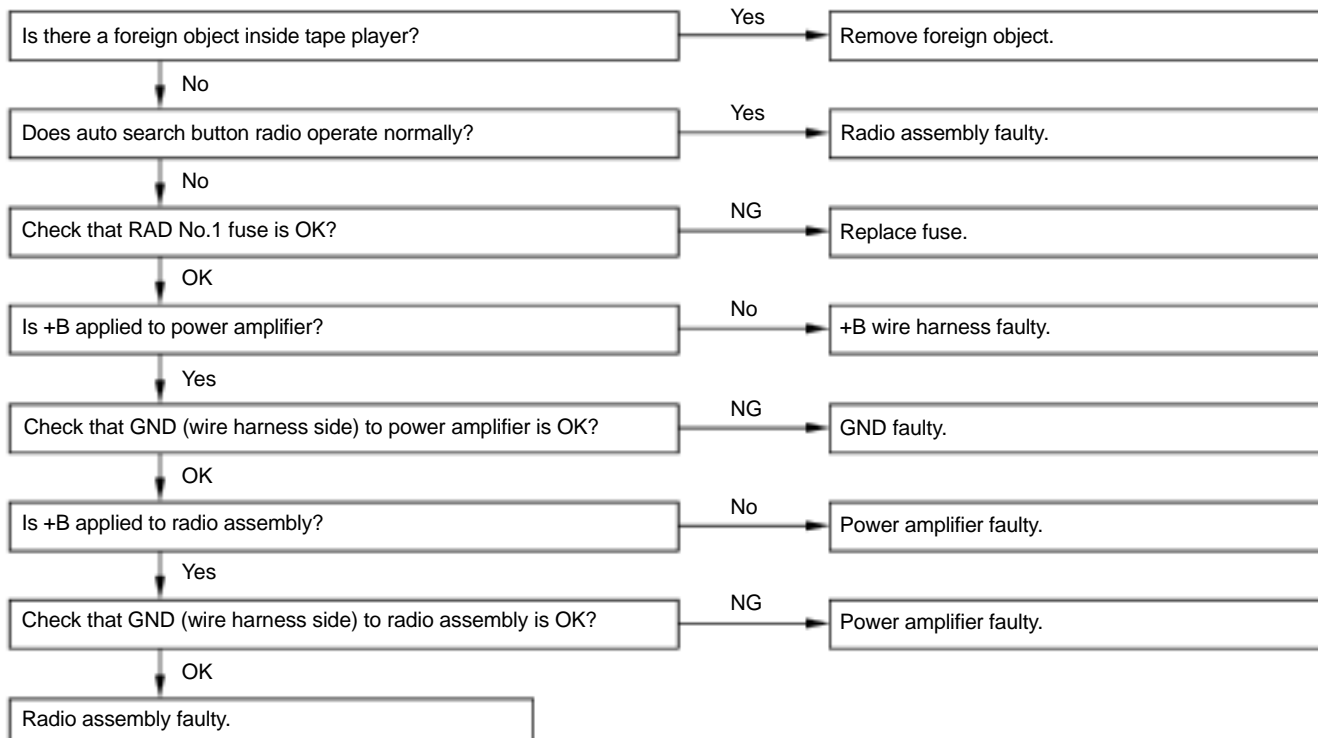 Is there a foreign object inside tape player?
Yes
Remove foreign object.
No
Does auto search button radio operate normally?
Yes
Radio assembly faulty.
No
Check that RAD No.1 fuse is OK?
NG
Replace fuse.
OK
Is +B applied to power amplifier?
No
+B wire harness faulty.
Yes
Check that GND (wire harness side) to power amplifier is OK?
NG
GND faulty.
OK
Is +B applied to radio assembly?
No
Power amplifier faulty.
Yes
Check that GND (wire harness side) to radio assembly is OK?
NG
Power amplifier faulty.
OK
Radio assembly faulty.